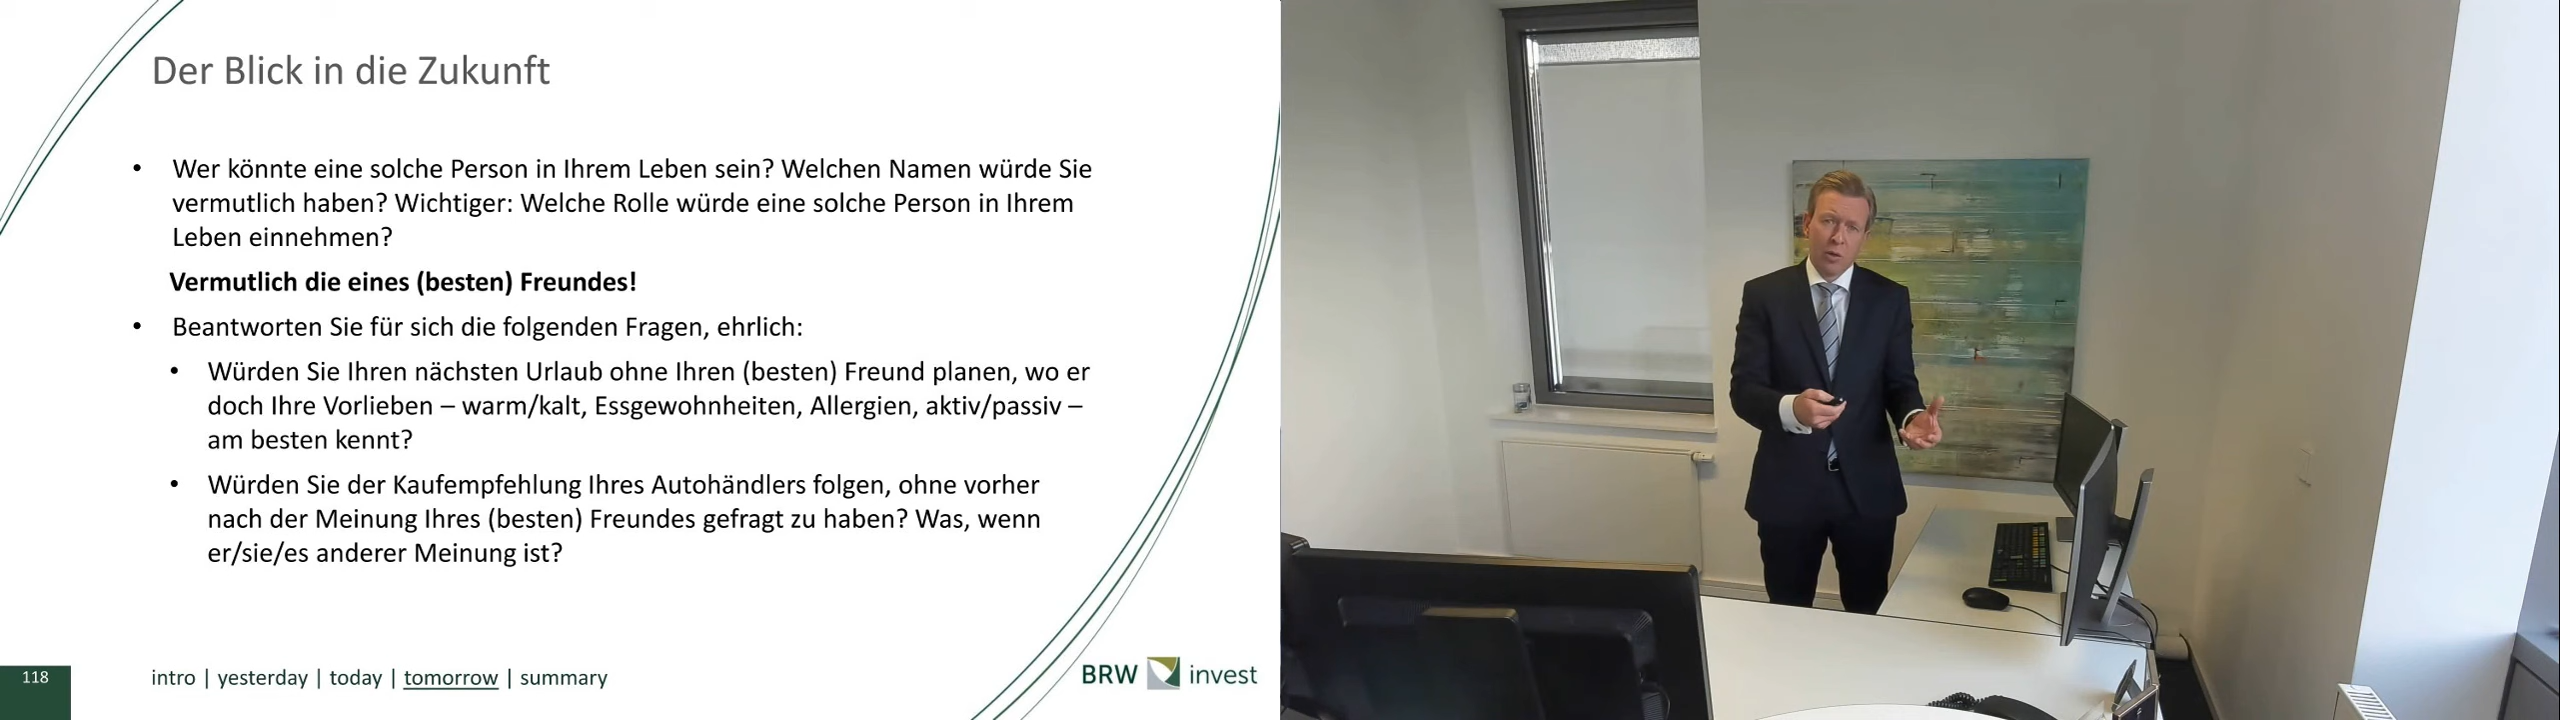 Der Blick in die Zukunft
• Wer könnte eine solche Person in Ihrem Leben sein? Welchen Namen würde Sie
vermutlich haben? Wichtiger: Welche Rolle würde eine solche Person in Ihrem
Leben einnehmen?
Vermutlich die eines (besten) Freundes!
• Beantworten Sie für sich die folgenden Fragen, ehrlich:
• Würden Sie Ihren nächsten Urlaub ohne Ihren (besten) Freund planen, wo er
doch Ihre Vorlieben – warm/kalt, Essgewohnheiten, Allergien, aktiv/passiv –
am besten kennt?
• Würden Sie der Kaufempfehlung Ihres Autohändlers folgen, ohne vorher
nach der Meinung Ihres (besten) Freundes gefragt zu haben? Was, wenn
er/sie/es anderer Meinung ist?
118
intro | yesterday | today | tomorrow | summary
BRW invest